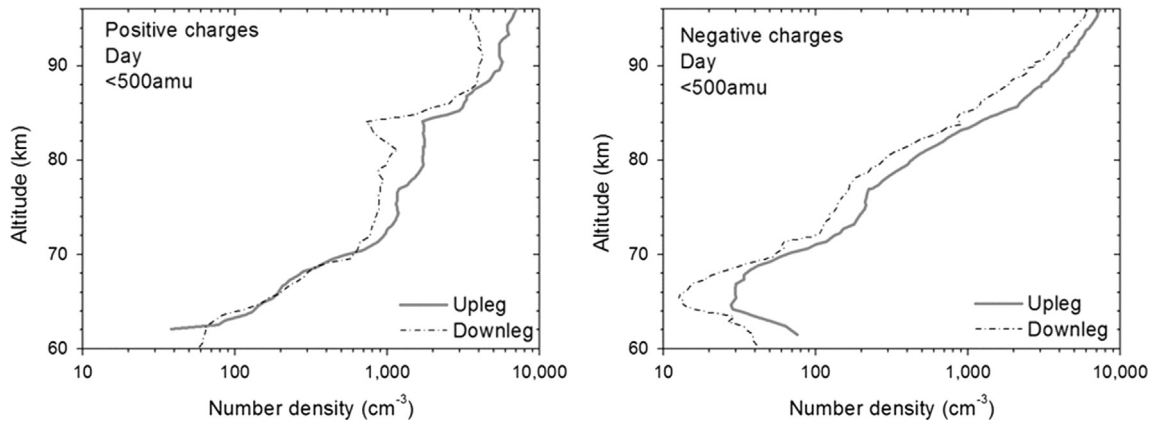 Positive charges
Day
<500amu
90
80
70
60
Altitude (km)
Upleg
Downleg
10
100
1,000
10,000
Number density (cm-3)
Negative charges
Day
<500amu
90
80
70
60
Altitude (km)
Upleg
Downleg
10
100
1,000
10,000
Number density (cm-3)